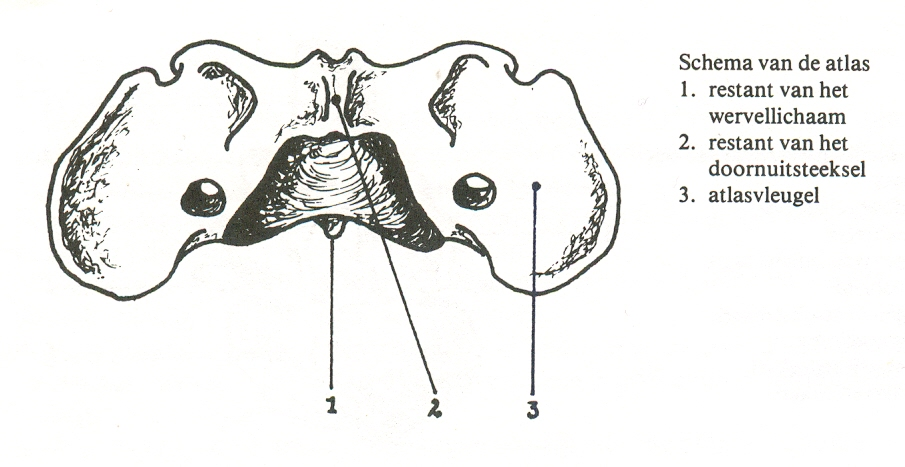 Schema van de atlas
1. restant van het
wervellichaam
2. restant van het
doornuitsteeksel
3. atlasvleugel
1 2 3